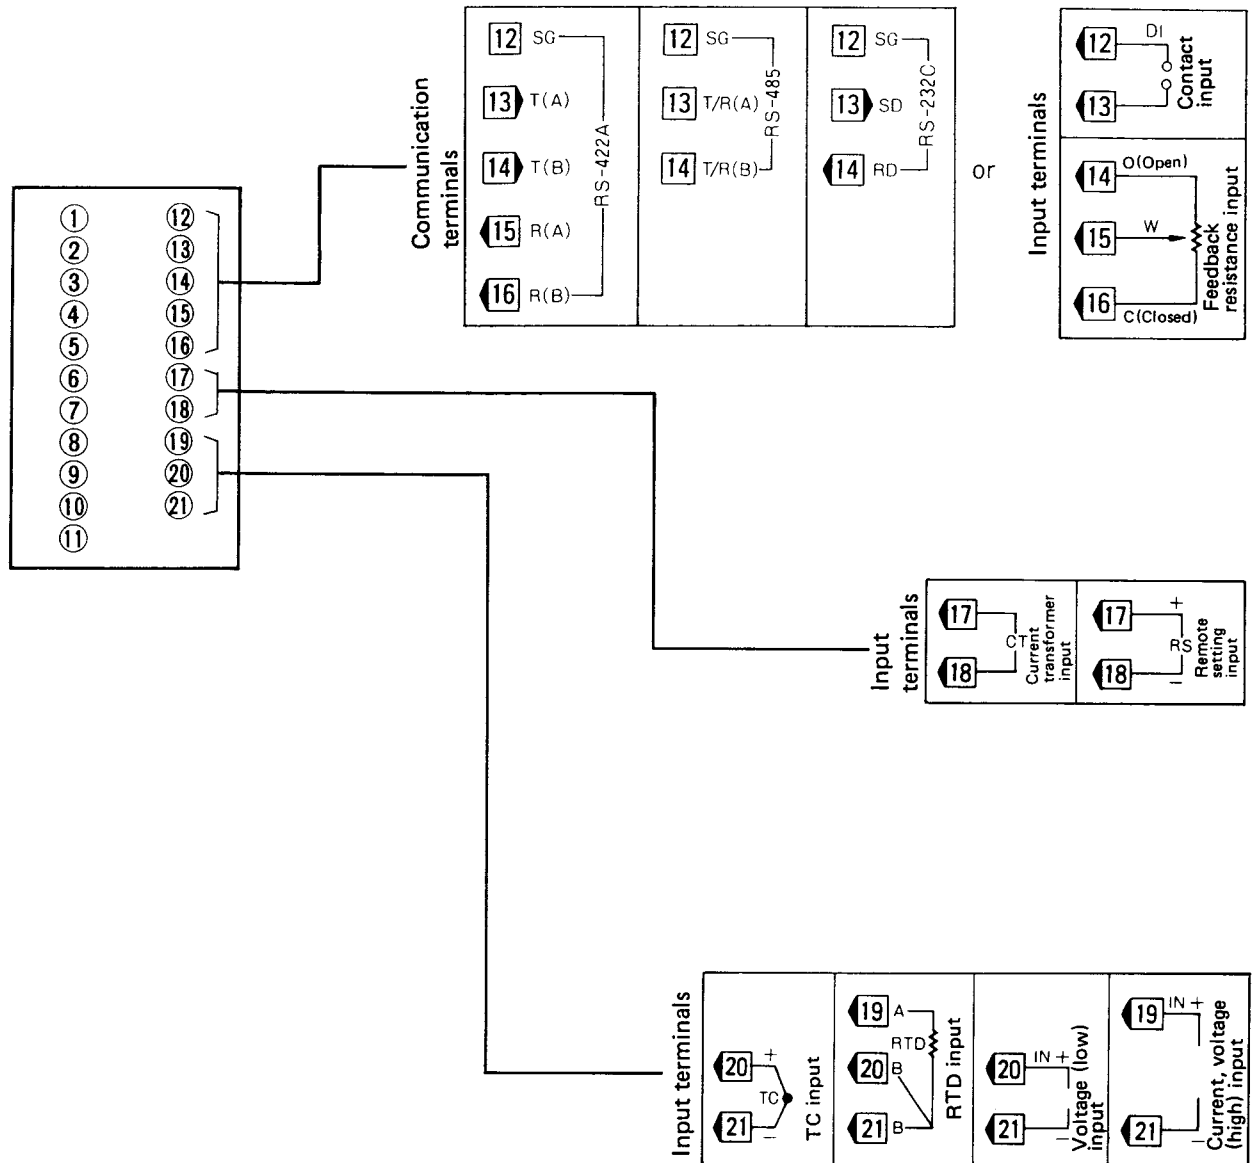 1 12
2 13
3 14
4 15
5 16
6 17
7 18
8 19
9 20
10 21
11
Communication
terminals
12 SG
13 T(A)
14 T(B)
15 R(A)
16 R(B)
RS-422A
12 SG
13 T/R(A)
14 T/R(B)
RS-485
12 SG
13 SD
14 RD
RS-232C
or
Input terminals
12 DI
13
Contact
input
14 O(Open)
15 W
16 C(Closed)
Feedback
resistance input
Input
terminals
17
18
CT
Current
transformer
input
17 +
18 −
RS
Remote
setting
input
Input terminals
20 +
TC
21 −
TC input
19 A
RTD
20 B
21 B
RTD input
20 IN +
21 −
Voltage (low)
input
19 IN +
21 −
Current, voltage
(high) input